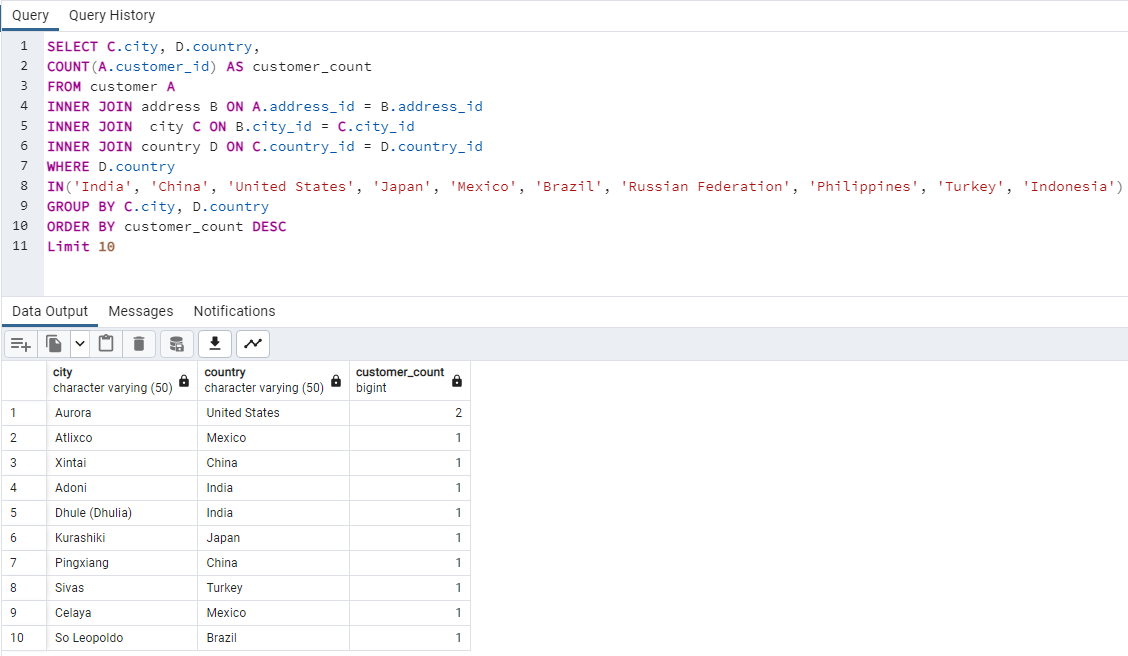 Query Query History
1 SELECT C.city, D.country,
2 COUNT(A.customer_id) AS customer_count
3 FROM customer A
4 INNER JOIN address B ON A.address_id = B.address_id
5 INNER JOIN  city C ON B.city_id = C.city_id
6 INNER JOIN country D ON C.country_id = D.country_id
7 WHERE D.country
8 IN('India', 'China', 'United States', 'Japan', 'Mexico', 'Brazil', 'Russian Federation', 'Philippines', 'Turkey', 'Indonesia')
9 GROUP BY C.city, D.country
10 ORDER BY customer_count DESC
11 Limit 10
Data Output Messages Notifications
city country customer_count
character varying (50) character varying (50) bigint
1 Aurora United States 2
2 Atlixco Mexico 1
3 Xintai China 1
4 Adoni India 1
5 Dhule (Dhulia) India 1
6 Kurashiki Japan 1
7 Pingxiang China 1
8 Sivas Turkey 1
9 Celaya Mexico 1
10 So Leopoldo Brazil 1